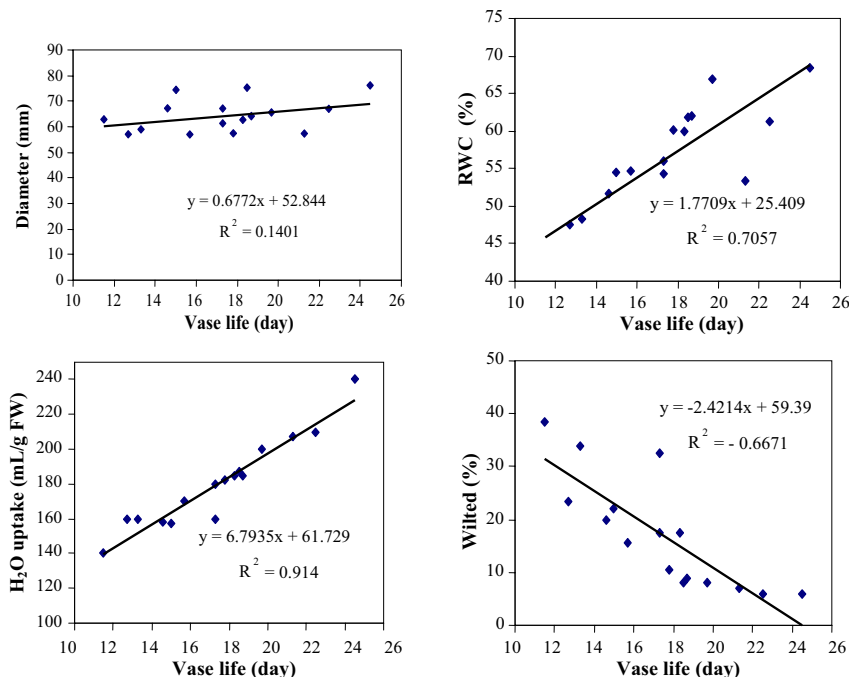 90
80
70
60
50
40
30
20
10
0
Diameter (mm)
y = 0.6772x + 52.844
R² = 0.1401
10 12 14 16 18 20 22 24 26
Vase life (day)
75
70
65
60
55
50
45
40
RWC (%)
y = 1.7709x + 25.409
R² = 0.7057
10 12 14 16 18 20 22 24 26
Vase life (day)
240
220
200
180
160
140
120
100
H₂O uptake (mL/g FW)
y = 6.7935x + 61.729
R² = 0.914
10 12 14 16 18 20 22 24 26
Vase life (day)
50
40
30
20
10
0
Wilted (%)
y = -2.4214x + 59.39
R² = - 0.6671
10 12 14 16 18 20 22 24 26
Vase life (day)